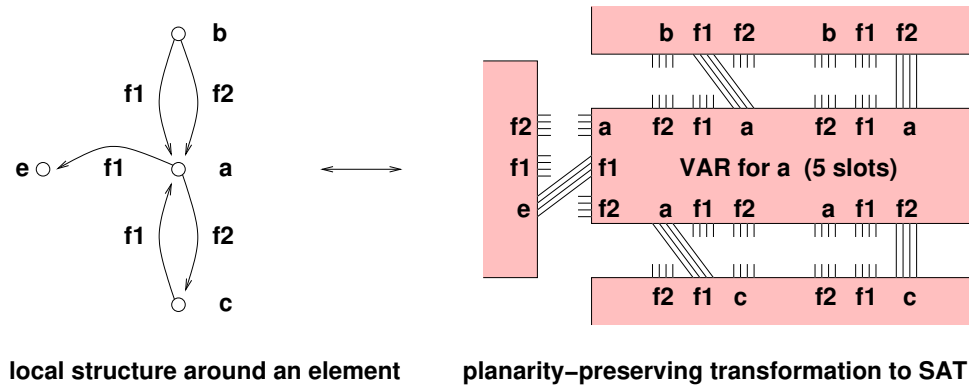 b f1 f2 b f1 f2
b
f1 f2
f2 a f2 f1 a f2 f1 a
e f1 a f1 f1 VAR for a (5 slots)
e f2 a f1 f2 a f1 f2
f1 f2
c f2 f1 c f2 f1 c
local structure around an element planarity−preserving transformation to SAT